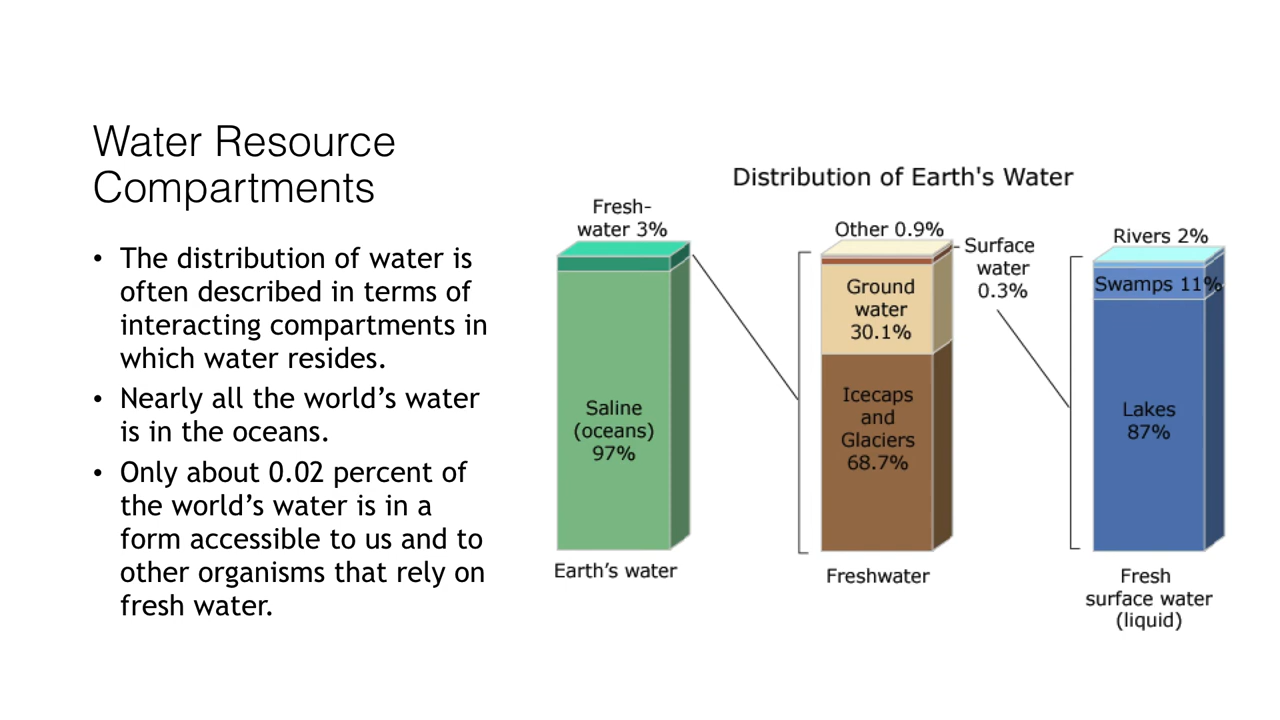 Water Resource
Compartments
• The distribution of water is
often described in terms of
interacting compartments in
which water resides.
• Nearly all the world’s water
is in the oceans.
• Only about 0.02 percent of
the world’s water is in a
form accessible to us and to
other organisms that rely on
fresh water.
Distribution of Earth's Water
Fresh-
water 3%
Saline
(oceans)
97%
Earth’s water
Other 0.9%
Surface
water
0.3%
Ground
water
30.1%
Icecaps
and
Glaciers
68.7%
Freshwater
Rivers 2%
Swamps 11%
Lakes
87%
Fresh
surface water
(liquid)